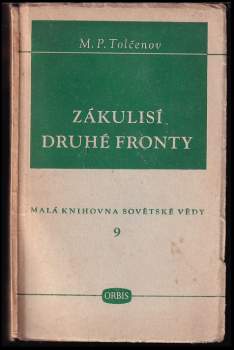 M. P. Tolčenov
ZÁKULISÍ
DRUHÉ FRONTY
MALÁ KNIHOVNA SOVĚTSKÉ VĚDY
9
ORBIS